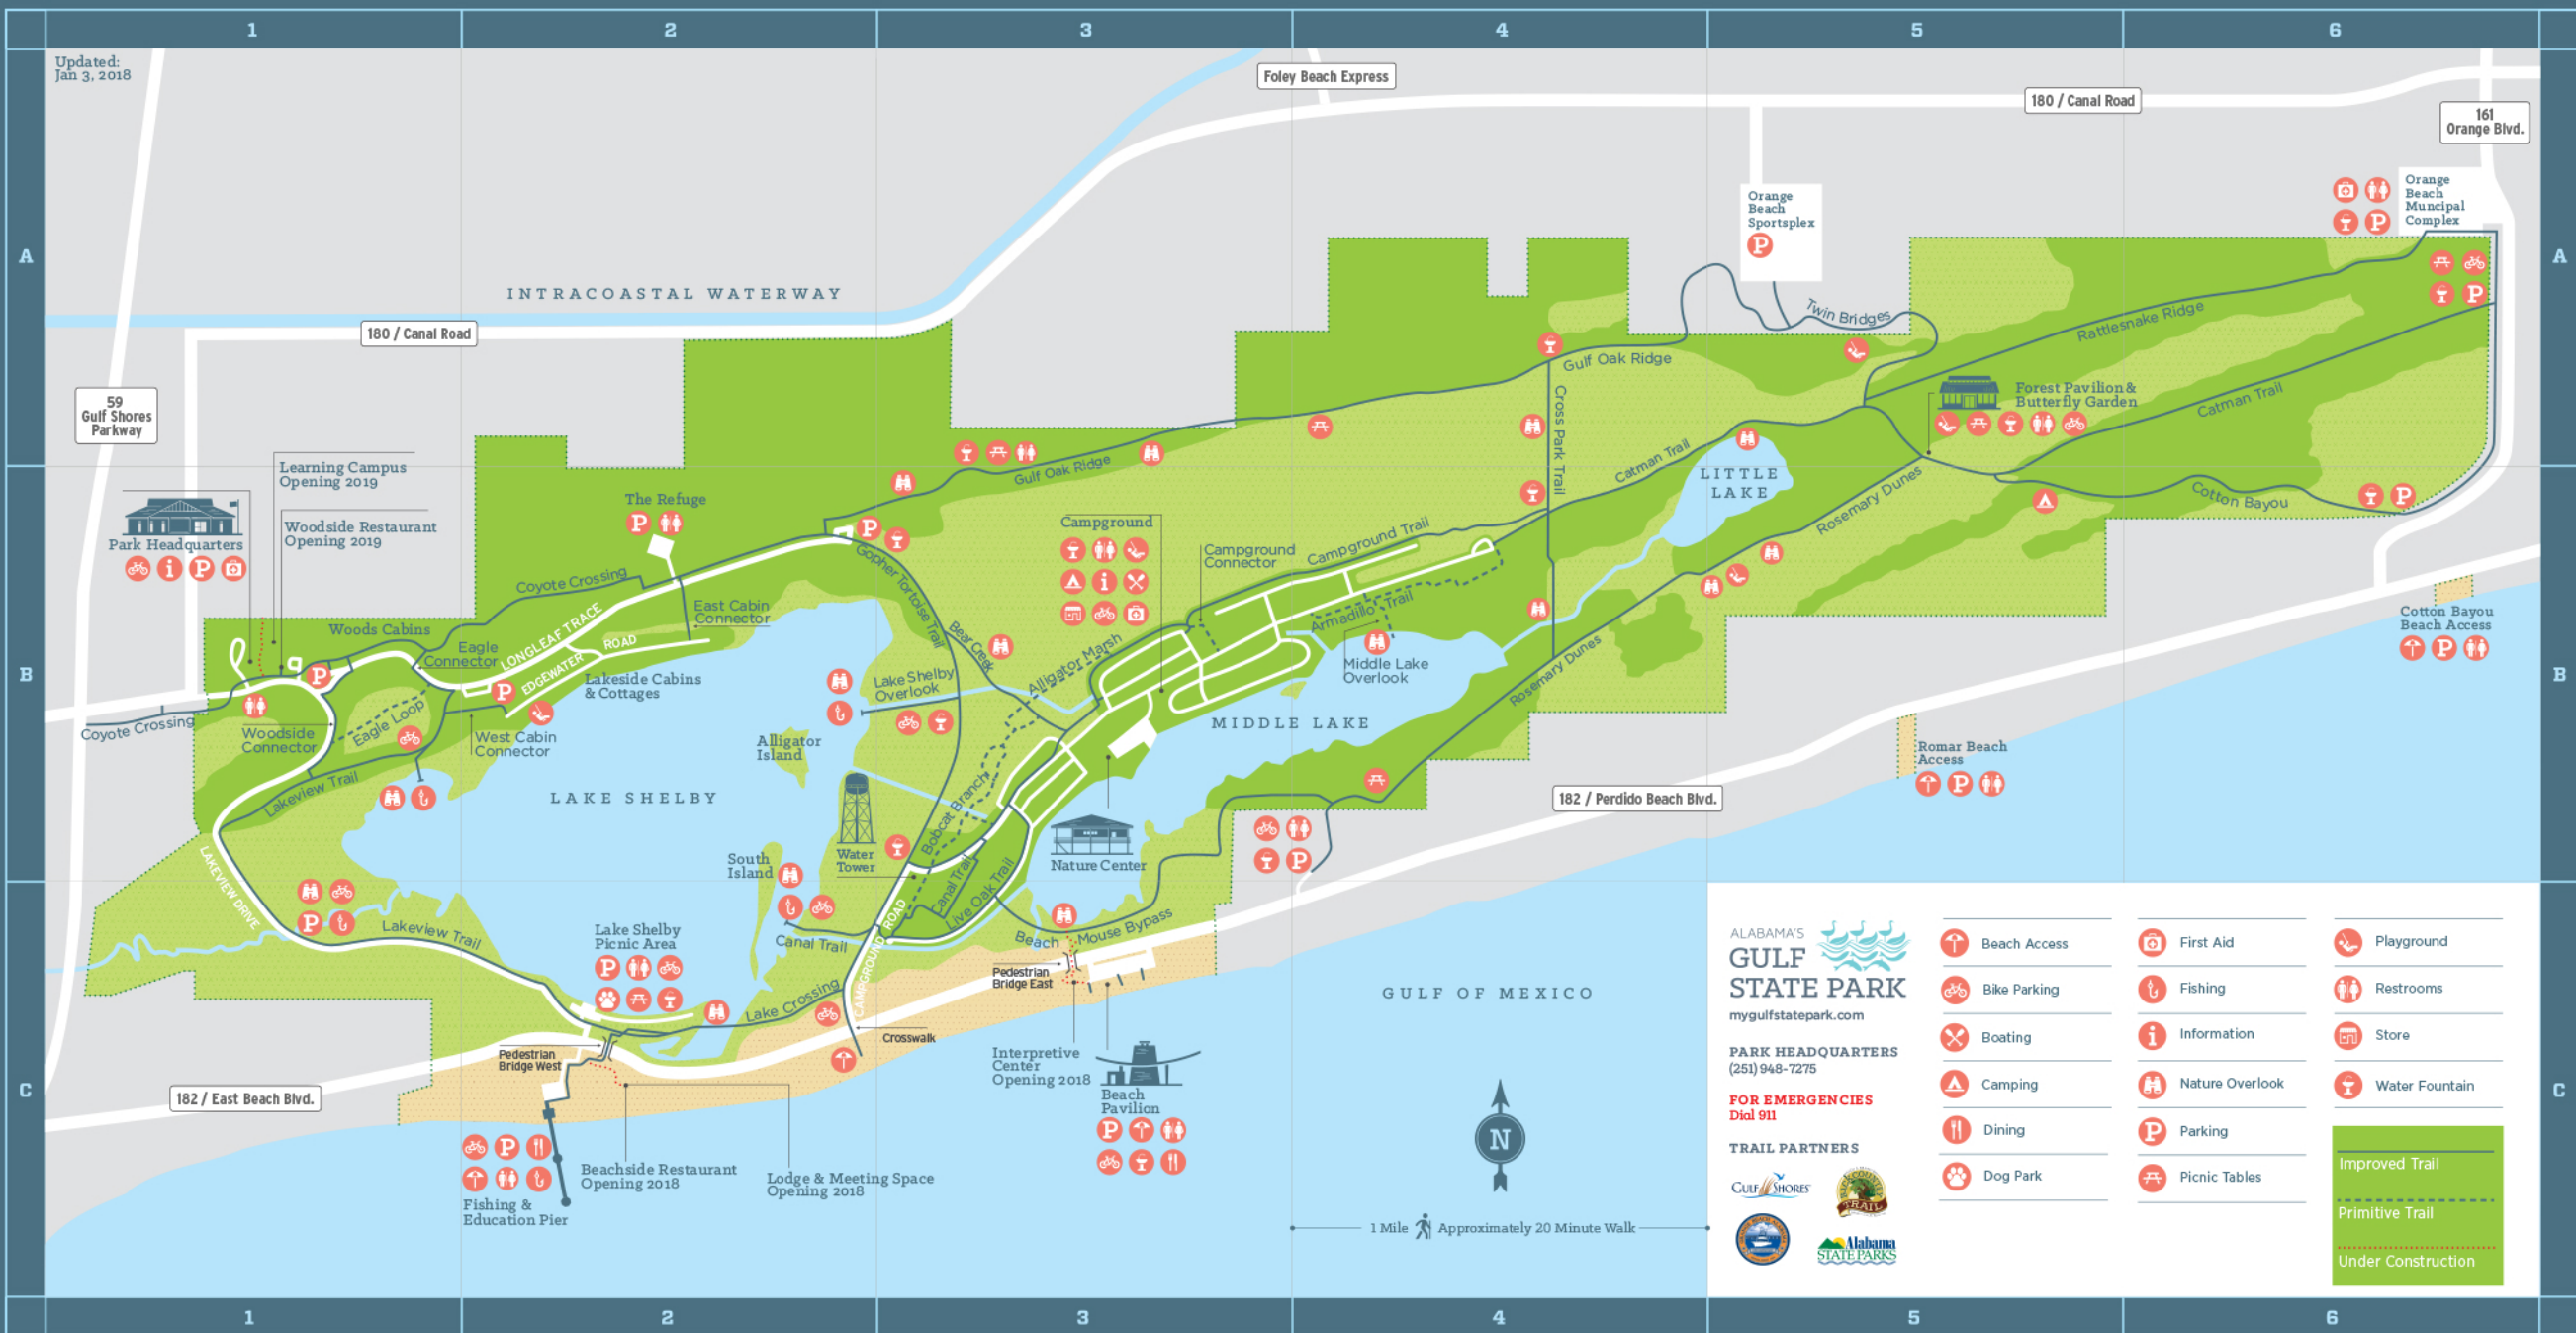 1 2 3 4 5 6
Updated:
Jan 3, 2018
Foley Beach Express
180 / Canal Road
161
Orange Blvd.
A
A
Orange
Beach
Muncipal
Complex
Orange
Beach
Sportsplex
P
P
P
INTRACOASTAL WATERWAY
180 / Canal Road
Twin Bridges
Rattlesnake Ridge
Gulf Oak Ridge
59
Gulf Shores
Parkway
Cross Park Trail
Forest Pavilion &
Butterfly Garden
Catman Trail
Learning Campus
Opening 2019
Gulf Oak Ridge
Catman Trail
LITTLE
LAKE
Rosemary Dunes
Cotton Bayou
P
The Refuge
P
Woodside Restaurant
Opening 2019
Park Headquarters
i P
P
Campground
i
Campground
Connector
Campground Trail
Gopher Tortoise Trail
Coyote Crossing
East Cabin
Connector
Armadillo Trail
Cotton Bayou
Beach Access
P
B
B
Woods Cabins
LONGLEAF TRACE
EDGEWATER ROAD
Eagle
Connector
Bear Creek
Alligator Marsh
Middle Lake
Overlook
Rosemary Dunes
P
P
Lakeside Cabins
& Cottages
Lake Shelby
Overlook
MIDDLE LAKE
Coyote Crossing
Woodside
Connector
Eagle Loop
West Cabin
Connector
Alligator
Island
Romar Beach
Access
P
Lakeview Trail
LAKE SHELBY
Bobcat Branch
182 / Perdido Beach Blvd.
LAKEVIEW DRIVE
South
Island
Water
Tower
Nature Center
P
Canal Trail
Live Oak Trail
P
Lakeview Trail
Lake Shelby
Picnic Area
P
Canal Trail
CAMPGROUND ROAD
Beach Mouse Bypass
Pedestrian
Bridge East
Lake Crossing
GULF OF MEXICO
Crosswalk
Pedestrian
Bridge West
Interpretive
Center
Opening 2018
Beach
Pavilion
P
C
C
182 / East Beach Blvd.
P
Fishing &
Education Pier
Beachside Restaurant
Opening 2018
Lodge & Meeting Space
Opening 2018
N
1 Mile Approximately 20 Minute Walk
ALABAMA'S
GULF
STATE PARK
mygulfstatepark.com
PARK HEADQUARTERS
(251) 948-7275
FOR EMERGENCIES
Dial 911
TRAIL PARTNERS
GULF SHORES
TRAIL
Alabama
STATE PARKS
Beach Access
Bike Parking
Boating
Camping
Dining
Dog Park
First Aid
Fishing
i Information
Nature Overlook
P Parking
Picnic Tables
Playground
Restrooms
Store
Water Fountain
Improved Trail
Primitive Trail
Under Construction
1 2 3 4 5 6